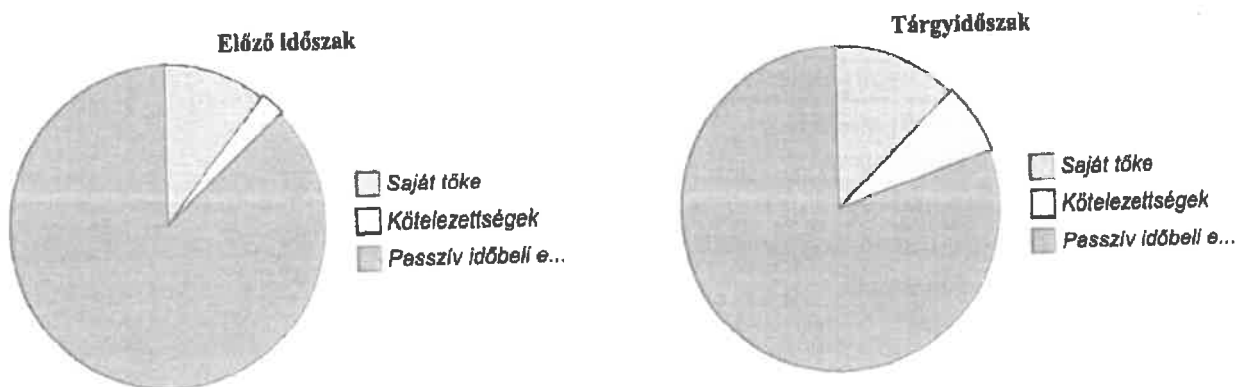 Előző időszak
Saját tőke
Kötelezettségek
Passzív időbeli e...
Tárgyidőszak
Saját tőke
Kötelezettségek
Passzív időbeli e...